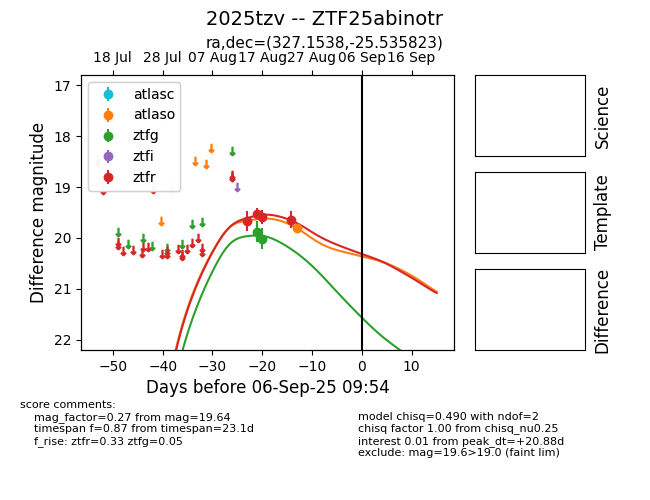 2025tzv -- ZTF25abinotr
ra,dec=(327.1538,-25.535823)
18 Jul 28 Jul 07 Aug 17 Aug 27 Aug 06 Sep 16 Sep
17
18
19
20
21
22
Difference magnitude
atlasc
atlaso
ztfg
ztfi
ztfr
−50 −40 −30 −20 −10 0 10
Days before 06-Sep-25 09:54
Science
Template
Difference
score comments:
mag_factor=0.27 from mag=19.64
timespan f=0.87 from timespan=23.1d
f_rise: ztfr=0.33 ztfg=0.05
model chisq=0.490 with ndof=2
chisq factor 1.00 from chisq_nu0.25
interest 0.01 from peak_dt=+20.88d
exclude: mag=19.6>19.0 (faint lim)